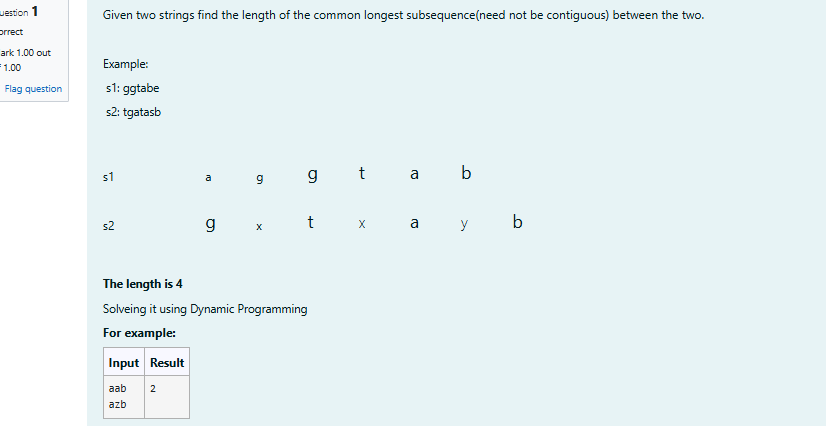 uestion 1
orrect
ark 1.00 out
1.00
Flag question
Given two strings find the length of the common longest subsequence(need not be contiguous) between the two.
Example:
s1: ggtabe
s2: tgatasb
s1 a g g t a b
s2 g x t x a y b
The length is 4
Solveing it using Dynamic Programming
For example:
Input Result
aab 2
azb